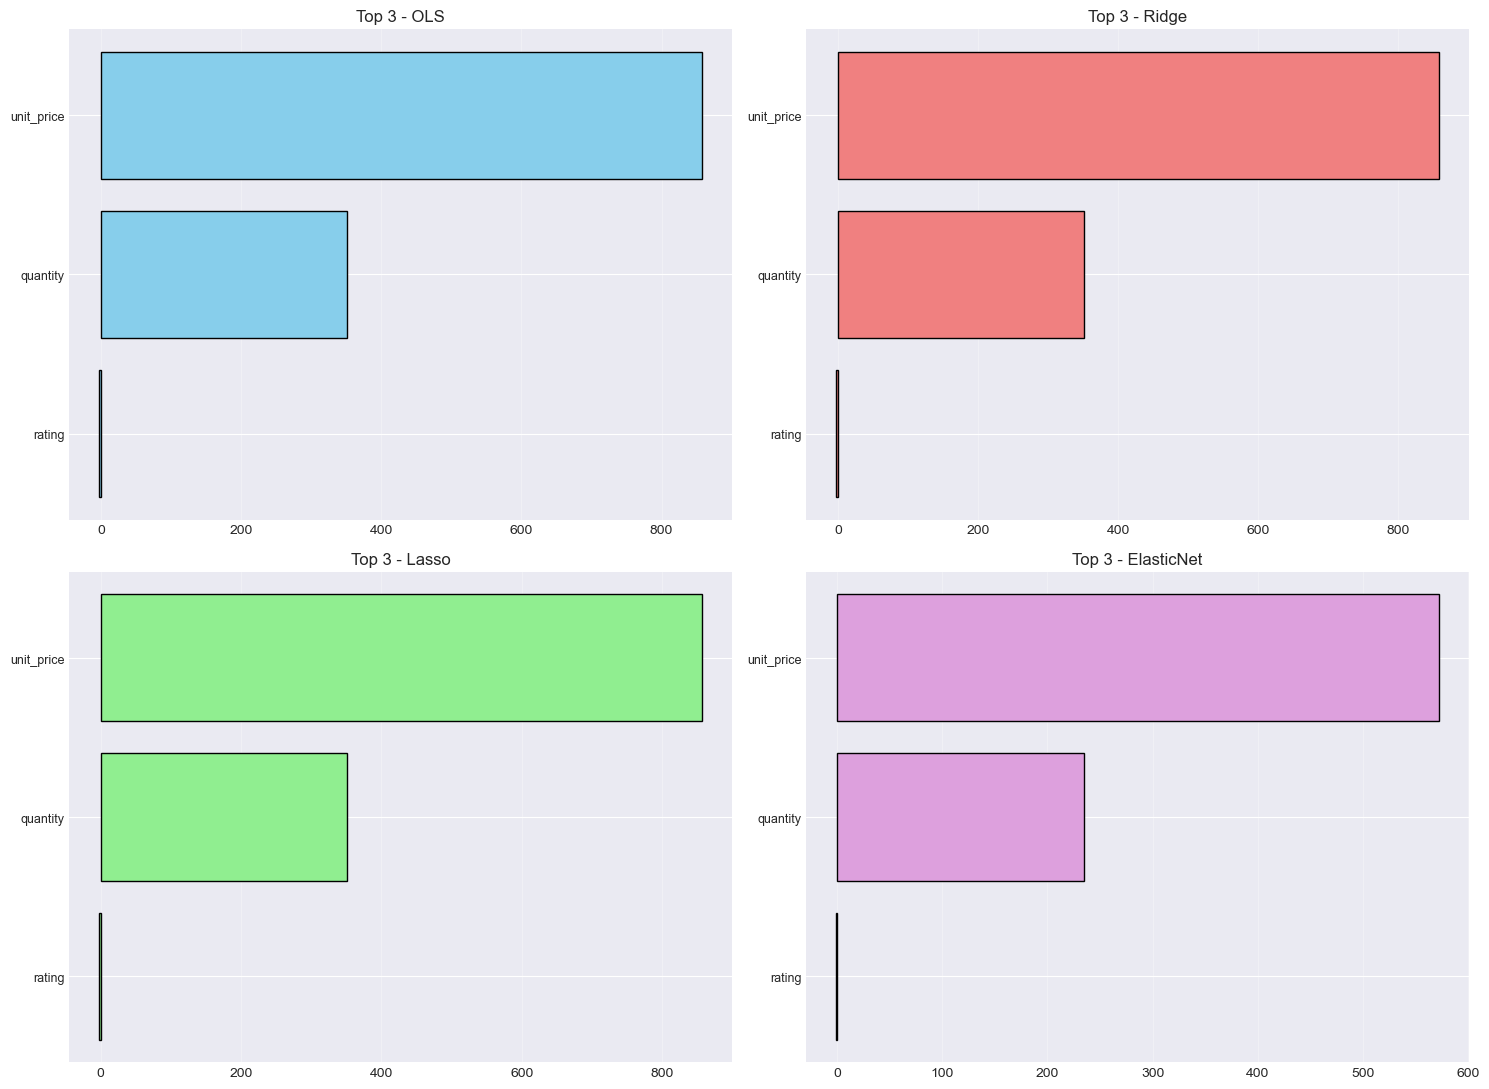 Top 3 - OLS
unit_price
quantity
rating
0 200 400 600 800
Top 3 - Ridge
unit_price
quantity
rating
0 200 400 600 800
Top 3 - Lasso
unit_price
quantity
rating
0 200 400 600 800
Top 3 - ElasticNet
unit_price
quantity
rating
0 100 200 300 400 500 600